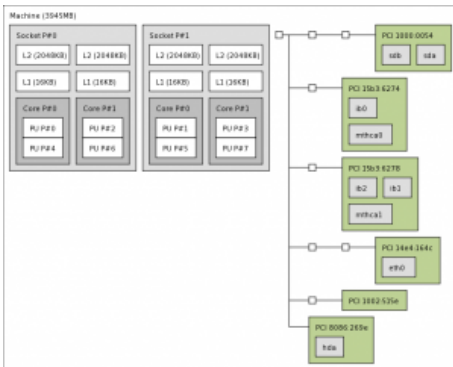 Machine (3945MB)
Socket P#0
L2 (2048KB) L2 (2048KB)
L1 (16KB) L1 (16KB)
Core P#0 Core P#1
PU P#0 PU P#2
PU P#4 PU P#6
Socket P#1
L2 (2048KB) L2 (2048KB)
L1 (16KB) L1 (16KB)
Core P#0 Core P#1
PU P#1 PU P#3
PU P#5 PU P#7
PCI 1000:0054
sdb sda
PCI 15b3:6274
ib0
mthca0
PCI 15b3:6278
ib2 ib1
mthca1
PCI 14e4:164c
eth0
PCI 1002:515e
PCI 8086:269e
hda